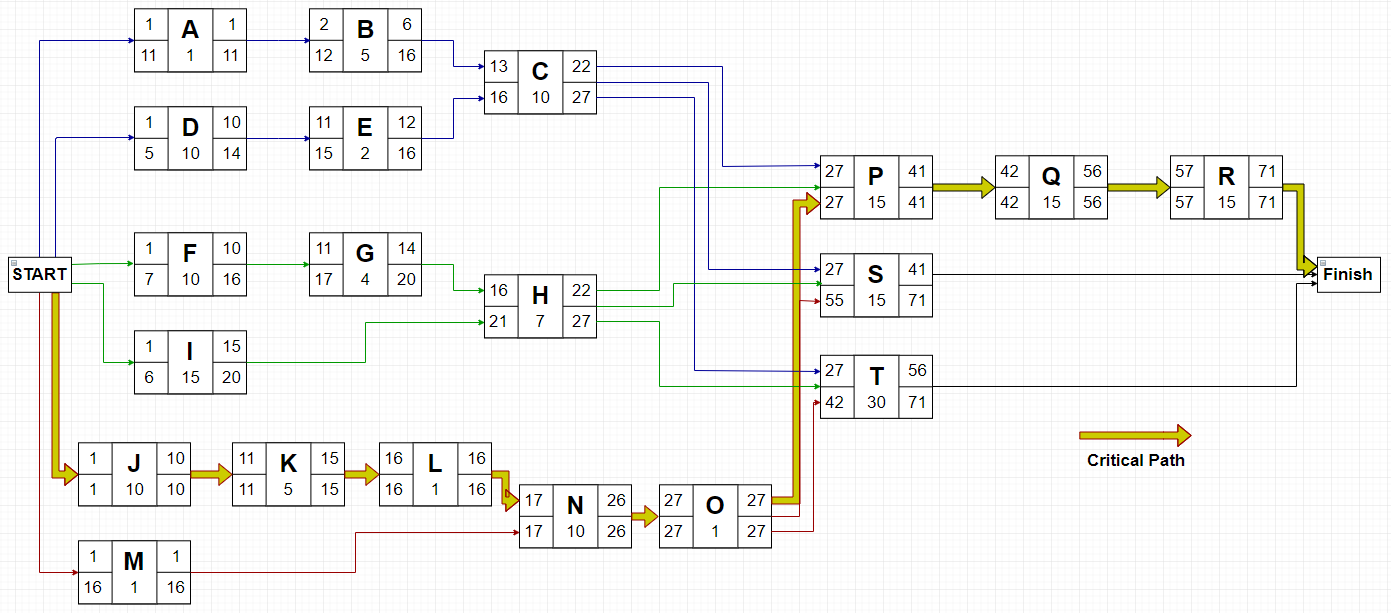 1 A 1
11 1 11
2 B 6
12 5 16
13 C 22
16 10 27
1 D 10
5 10 14
11 E 12
15 2 16
27 P 41
27 15 41
42 Q 56
42 15 56
57 R 71
57 15 71
1 F 10
7 10 16
11 G 14
17 4 20
START
16 H 22
21 7 27
27 S 41
55 15 71
Finish
1 I 15
6 15 20
27 T 56
42 30 71
Critical Path
1 J 10
1 10 10
11 K 15
11 5 15
16 L 16
16 1 16
17 N 26
17 10 26
27 O 27
27 1 27
1 M 1
16 1 16